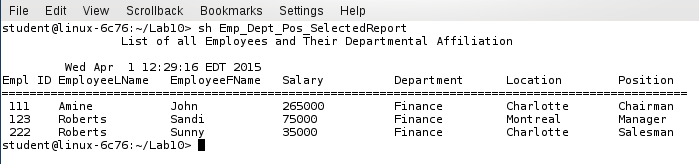 File Edit View Scrollback Bookmarks Settings Help
student@linux-6c76:~/Lab10> sh Emp_Dept_Pos_SelectedReport
List of all Employees and Their Departmental Affiliation
Wed Apr  1 12:29:16 EDT 2015
Empl ID EmployeeLName EmployeeFName Salary Department Location Position
================================================================================================
111 Amine John 265000 Finance Charlotte Chairman
123 Roberts Sandi 75000 Finance Montreal Manager
222 Roberts Sunny 35000 Finance Charlotte Salesman
student@linux-6c76:~/Lab10>